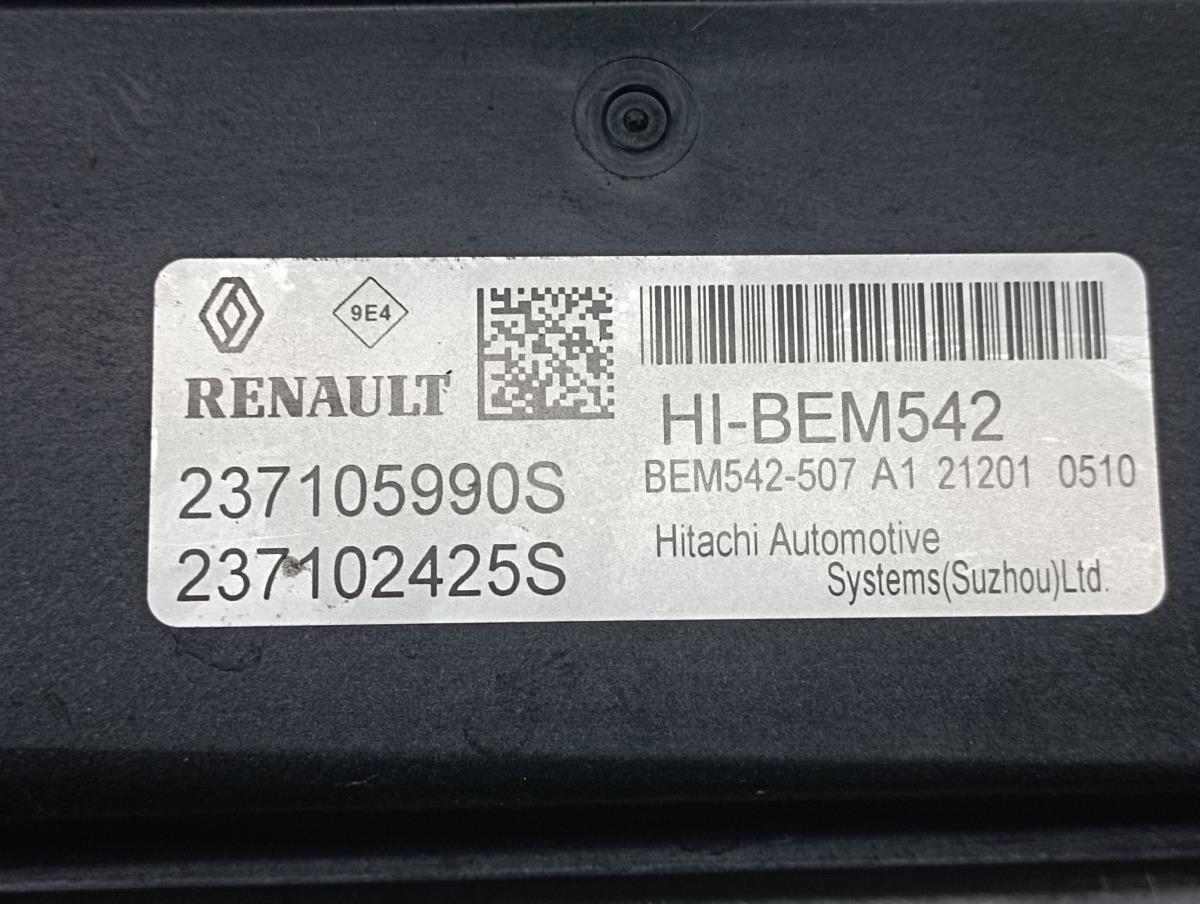 9E4
RENAULT
237105990S
237102425S
HI-BEM542
BEM542-507 A1 21201 0510
Hitachi Automotive
Systems(Suzhou)Ltd.